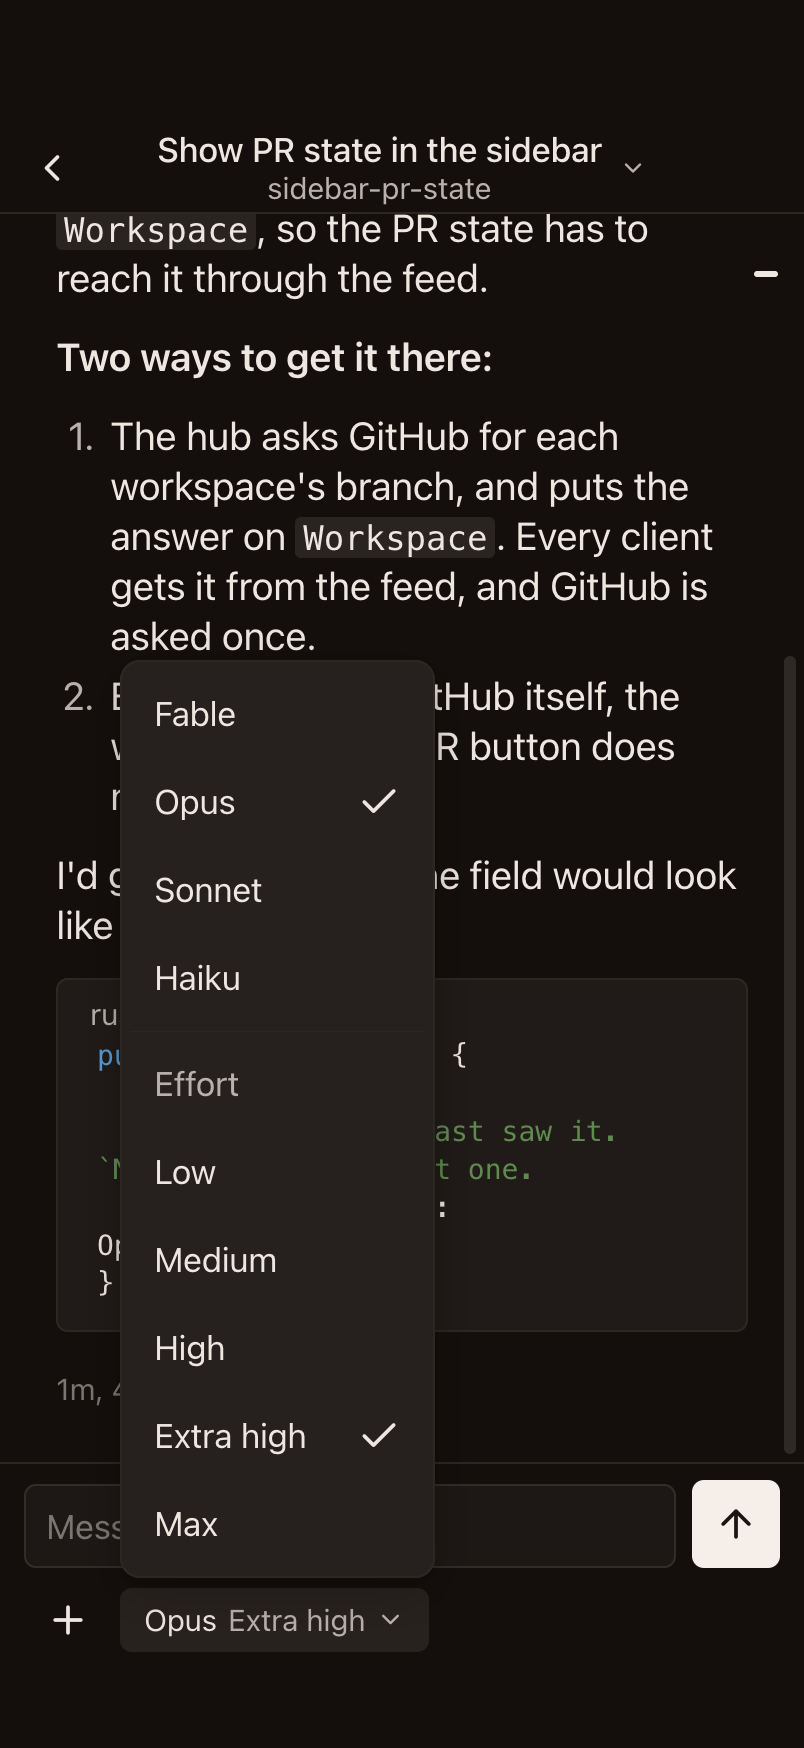 Show PR state in the sidebar
sidebar-pr-state
Workspace, so the PR state has to
reach it through the feed.
Two ways to get it there:
1. The hub asks GitHub for each
workspace's branch, and puts the
answer on Workspace. Every client
gets it from the feed, and GitHub is
asked once.
2. itself, the
button does
I'd field would look
like
{
saw it.
one.
:
}
1m,
Fable
Opus
Sonnet
Haiku
Effort
Low
Medium
High
Extra high
Max
Opus Extra high